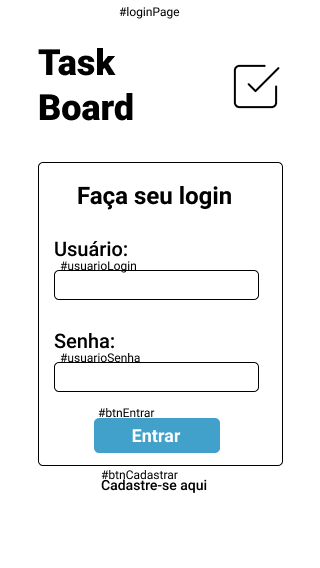 #loginPage
Task
Board
Faça seu login
Usuário:
#usuarioLogin
Senha:
#usuarioSenha
#btnEntrar
Entrar
#btnCadastrar
Cadastre-se aqui